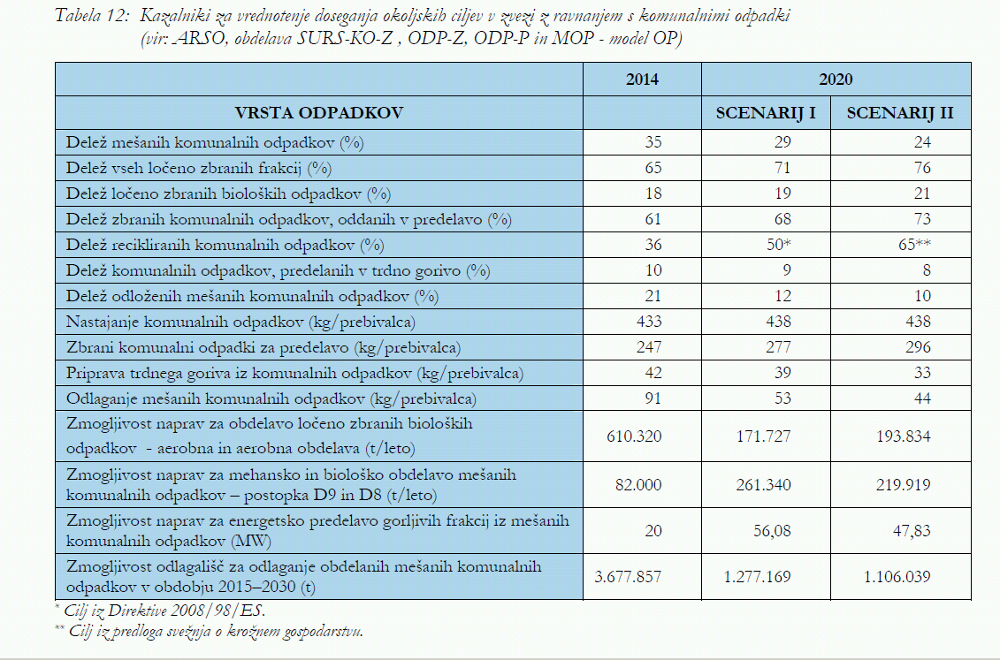 Tabela 12: Kazalniki za vrednotenje doseganja okoljskih ciljev v zvezi z ravnanjem s komunalnimi odpadki
(vir: ARSO, obdelava SURS-KO-Z , ODP-Z, ODP-P in MOP - model OP)
2014 2020
VRSTA ODPADKOV SCENARIJ I SCENARIJ II
Delež mešanih komunalnih odpadkov (%) 35 29 24
Delež vseh ločeno zbranih frakcij (%) 65 71 76
Delež ločeno zbranih bioloških odpadkov (%) 18 19 21
Delež zbranih komunalnih odpadkov, oddanih v predelavo (%) 61 68 73
Delež recikliranih komunalnih odpadkov (%) 36 50* 65**
Delež komunalnih odpadkov, predelanih v trdno gorivo (%) 10 9 8
Delež odloženih mešanih komunalnih odpadkov (%) 21 12 10
Nastajanje komunalnih odpadkov (kg/prebivalca) 433 438 438
Zbrani komunalni odpadki za predelavo (kg/prebivalca) 247 277 296
Priprava trdnega goriva iz komunalnih odpadkov (kg/prebivalca) 42 39 33
Odlaganje mešanih komunalnih odpadkov (kg/prebivalca) 91 53 44
Zmogljivost naprav za obdelavo ločeno zbranih bioloških
odpadkov - aerobna in aerobna obdelava (t/leto) 610.320 171.727 193.834
Zmogljivost naprav za mehansko in biološko obdelavo mešanih
komunalnih odpadkov – postopka D9 in D8 (t/leto) 82.000 261.340 219.919
Zmogljivost naprav za energetsko predelavo gorljivih frakcij iz mešanih
komunalnih odpadkov (MW) 20 56,08 47,83
Zmogljivost odlagališč za odlaganje obdelanih mešanih komunalnih
odpadkov v obdobju 2015–2030 (t) 3.677.857 1.277.169 1.106.039
* Cilj iz Direktive 2008/98/ES.
** Cilj iz predloga svežnja o krožnem gospodarstvu.